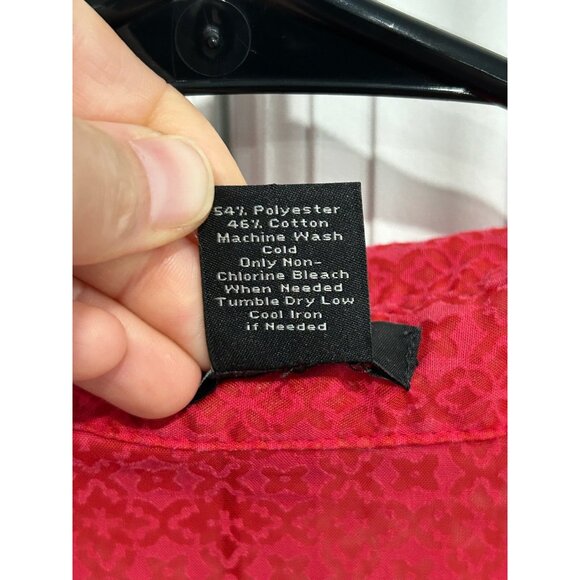 54% Polyester
46% Cotton
Machine Wash
Cold
Only Non-
Chlorine Bleach
When Needed
Tumble Dry Low
Cool Iron
if Needed